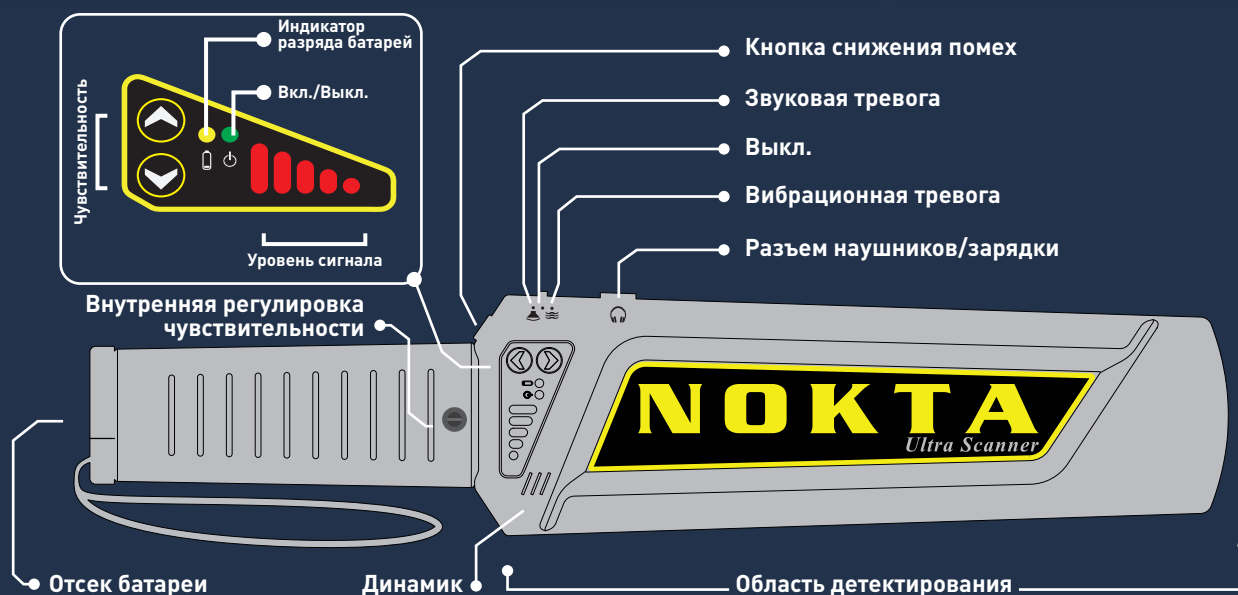 Индикатор
разряда батарей
Вкл./Выкл.
Чувствительность
Уровень сигнала
Кнопка снижения помех
Звуковая тревога
Выкл.
Вибрационная тревога
Разъем наушников/зарядки
Внутренняя регулировка
чувствительности
NOKTA
Ultra Scanner
Отсек батареи
Динамик
Область детектирования